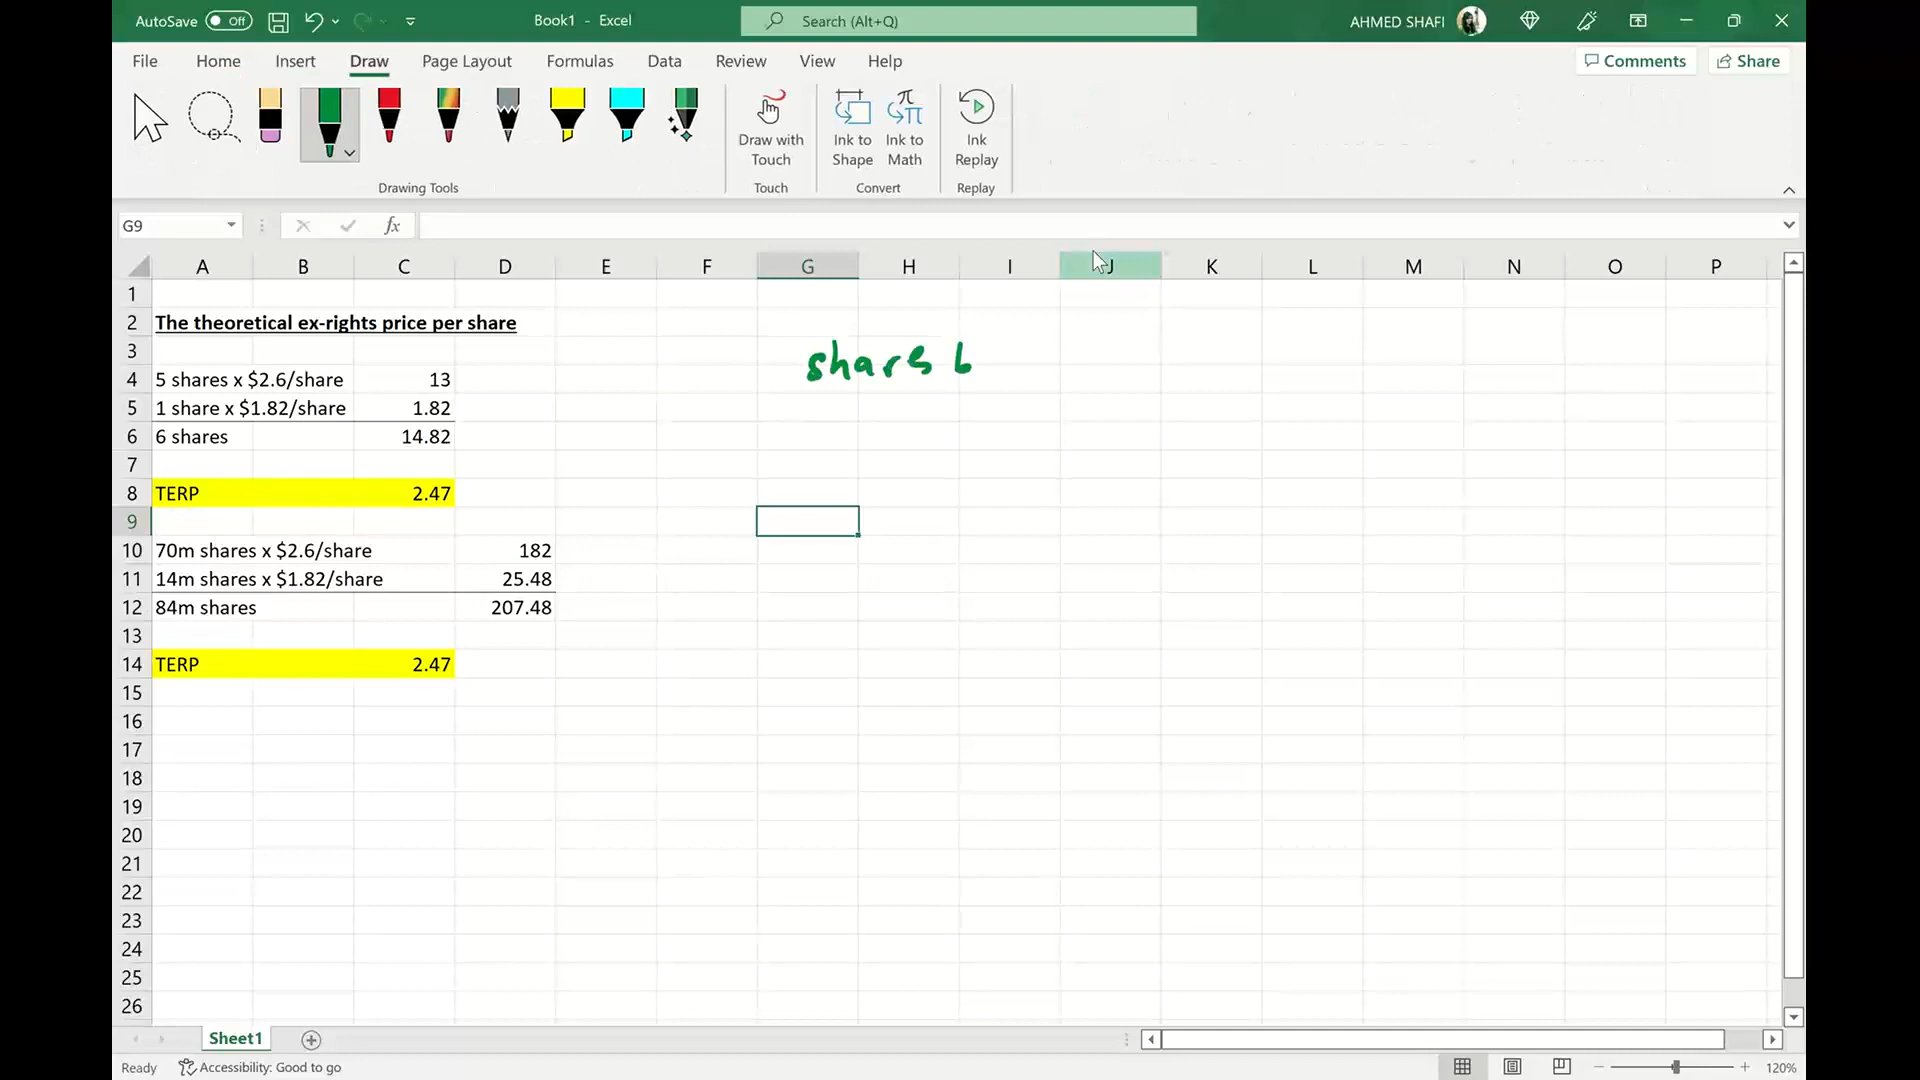 AutoSave Off Book1 - Excel Search (Alt+Q) AHMED SHAFI
File Home Insert Draw Page Layout Formulas Data Review View Help Comments Share
Draw with Touch
Ink to Shape
Ink to Math
Ink Replay
Drawing Tools Touch Convert Replay
G9 fx
A B C D E F G H I J K L M N O P
1
2 The theoretical ex-rights price per share
3 shares b
4 5 shares x $2.6/share 13
5 1 share x $1.82/share 1.82
6 6 shares 14.82
7
8 TERP 2.47
9
10 70m shares x $2.6/share 182
11 14m shares x $1.82/share 25.48
12 84m shares 207.48
13
14 TERP 2.47
15
16
17
18
19
20
21
22
23
24
25
26
Sheet1
Ready Accessibility: Good to go 120%